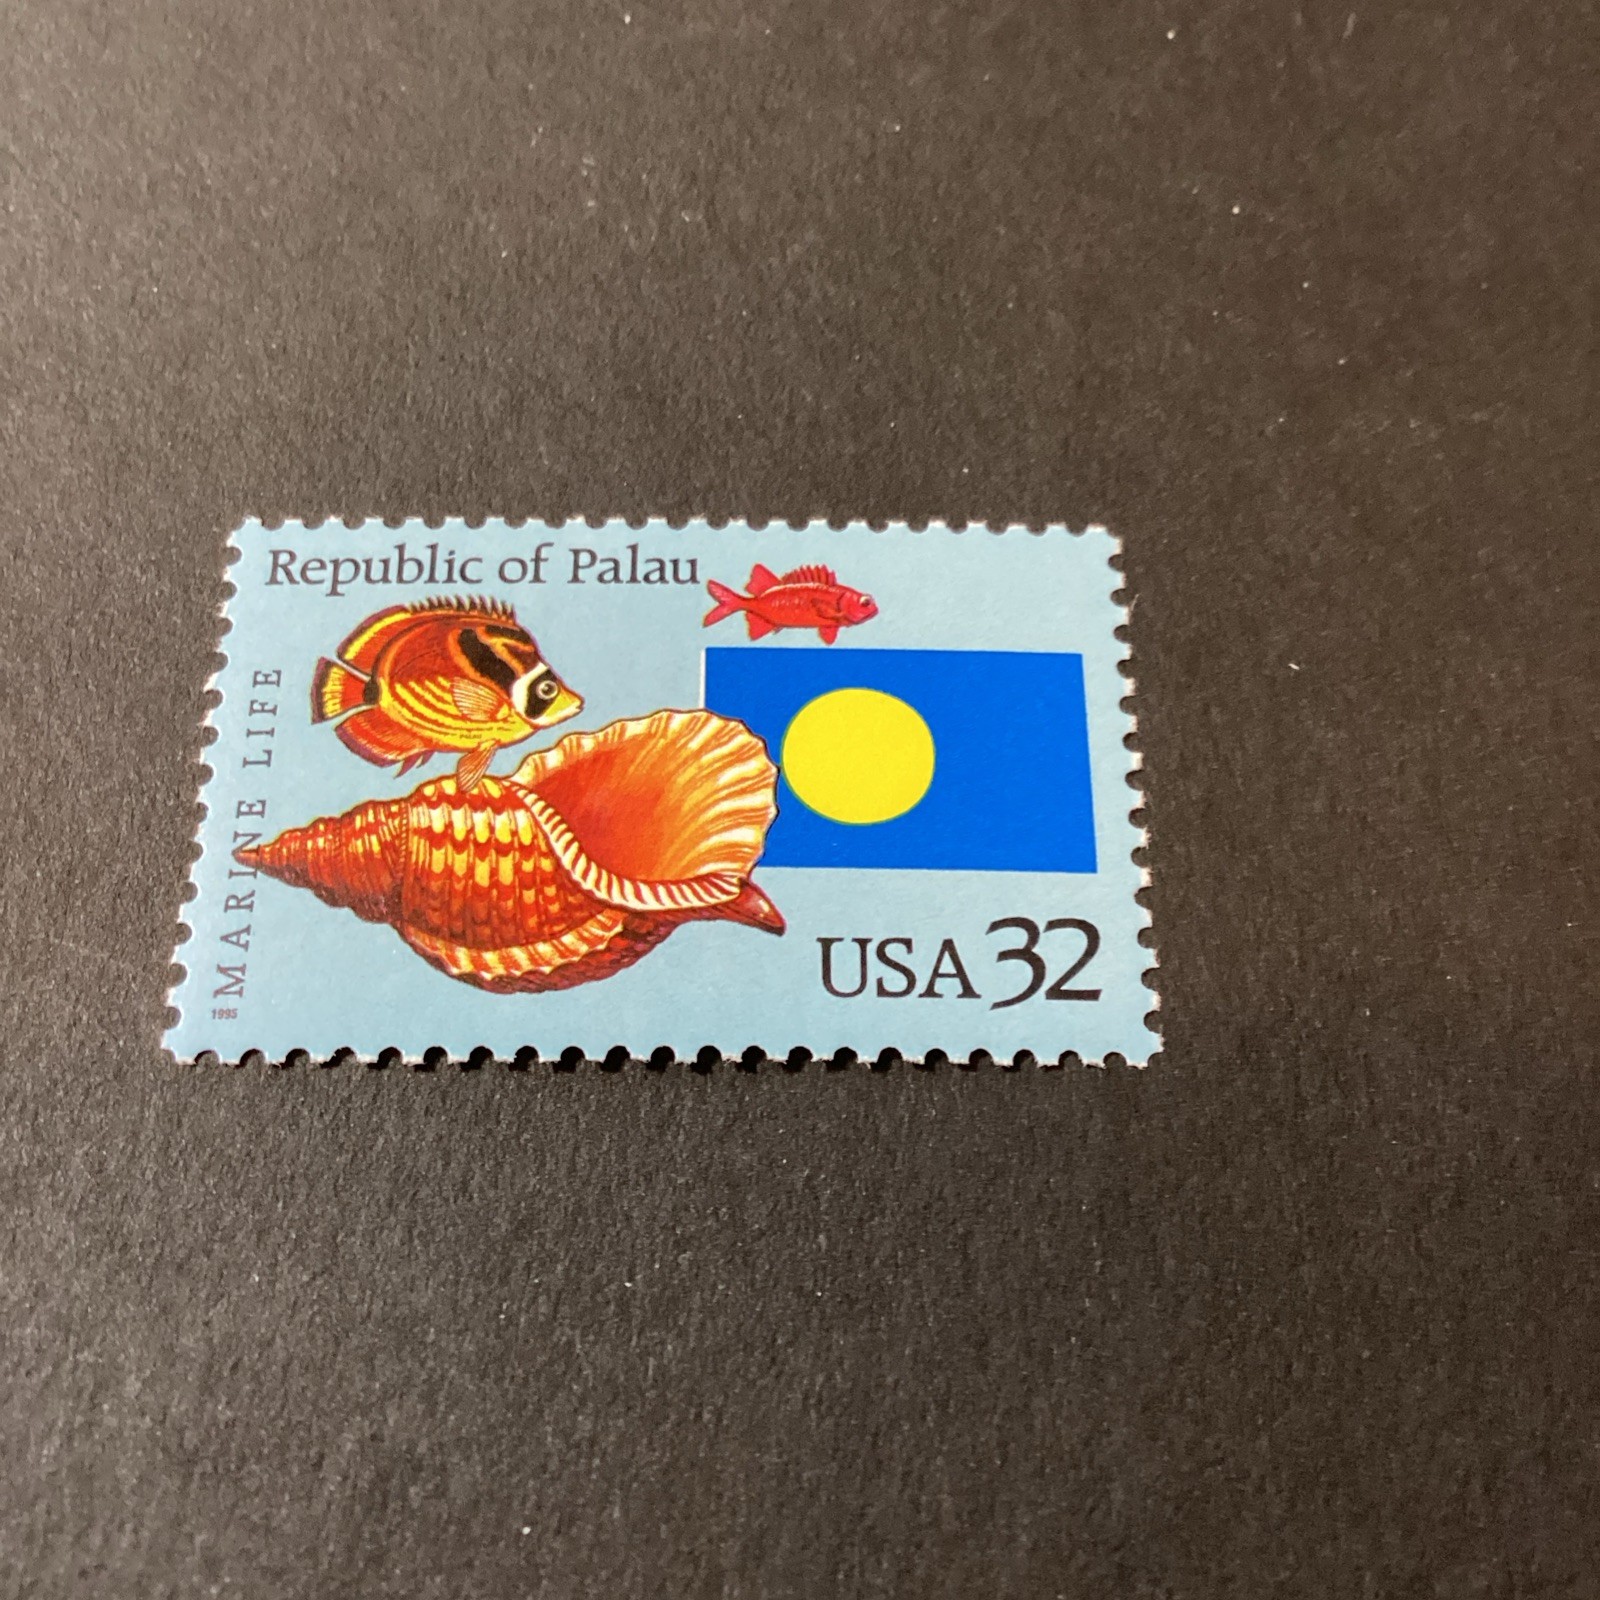 Republic of Palau
MARINE LIFE
1995
USA 32